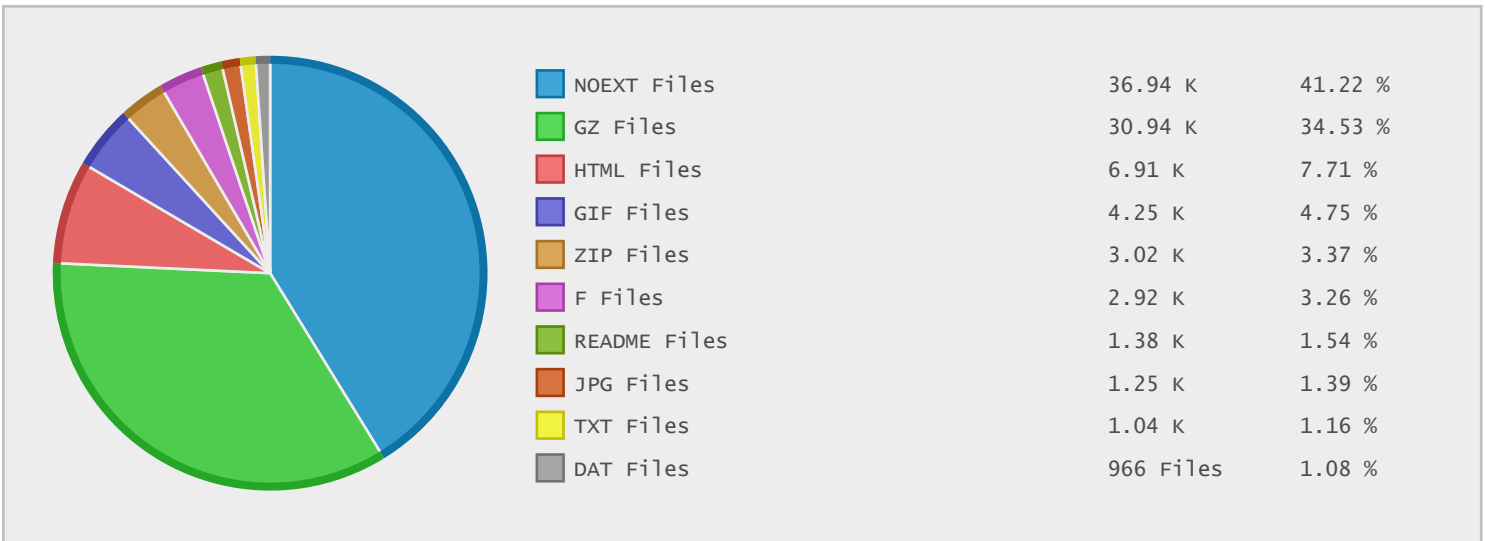 NOEXT Files 36.94 K 41.22 %
GZ Files 30.94 K 34.53 %
HTML Files 6.91 K 7.71 %
GIF Files 4.25 K 4.75 %
ZIP Files 3.02 K 3.37 %
F Files 2.92 K 3.26 %
README Files 1.38 K 1.54 %
JPG Files 1.25 K 1.39 %
TXT Files 1.04 K 1.16 %
DAT Files 966 Files 1.08 %